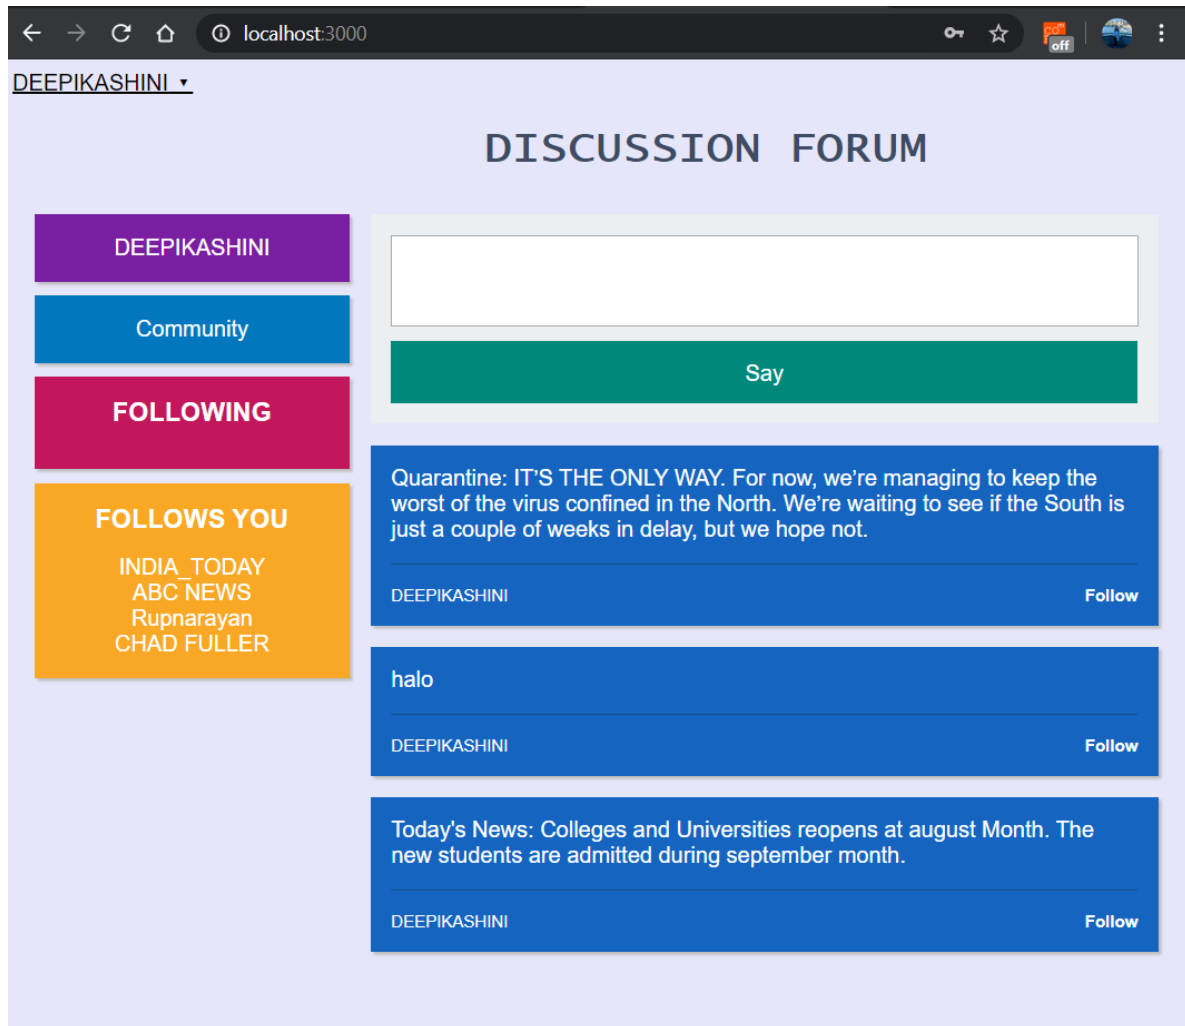 localhost:3000
off
DEEPIKASHINI ▾
DISCUSSION FORUM
DEEPIKASHINI
Community
FOLLOWING
FOLLOWS YOU
INDIA_TODAY
ABC NEWS
Rupnarayan
CHAD FULLER
Say
Quarantine: IT’S THE ONLY WAY. For now, we’re managing to keep the
worst of the virus confined in the North. We’re waiting to see if the South is
just a couple of weeks in delay, but we hope not.
DEEPIKASHINI Follow
halo
DEEPIKASHINI Follow
Today's News: Colleges and Universities reopens at august Month. The
new students are admitted during september month.
DEEPIKASHINI Follow